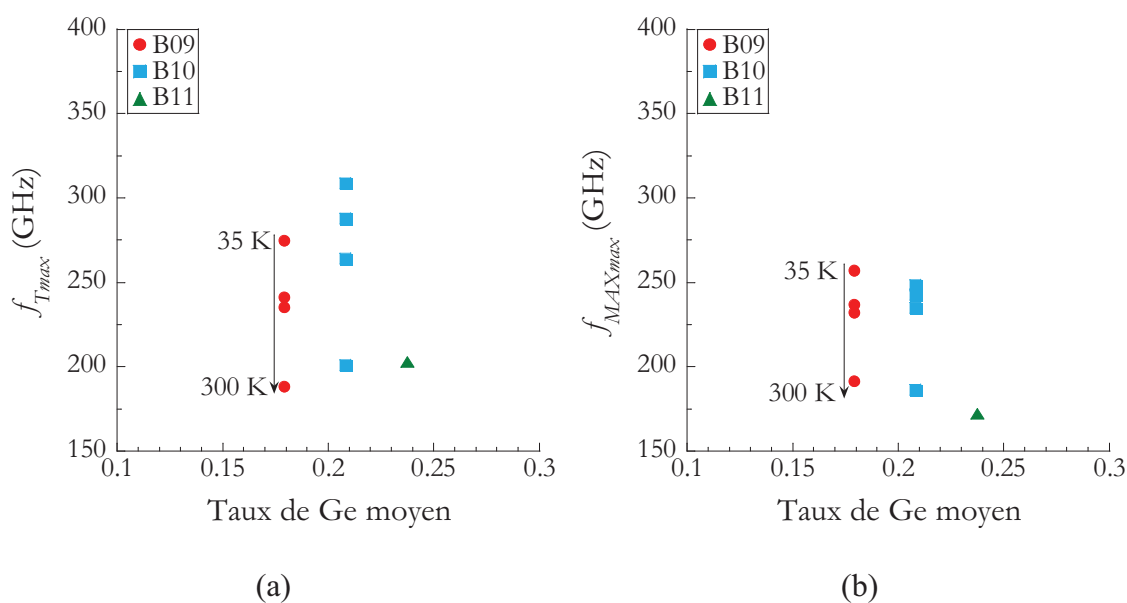 400
350
300
250
200
150
B09
B10
B11
35 K
300 K
f_Tmax (GHz)
0.1 0.15 0.2 0.25 0.3
Taux de Ge moyen
(a)
400
350
300
250
200
150
B09
B10
B11
35 K
300 K
f_MAXmax (GHz)
0.1 0.15 0.2 0.25 0.3
Taux de Ge moyen
(b)